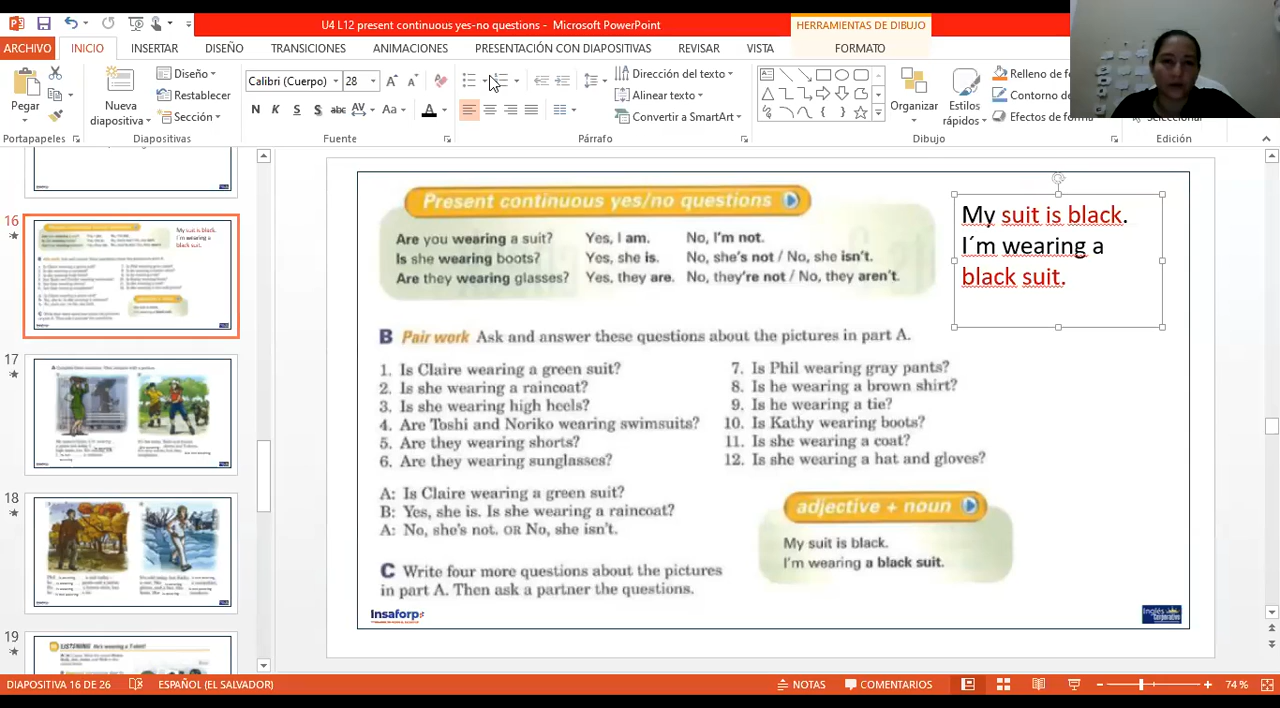 U4 L12 present continuous yes-no questions - Microsoft PowerPoint
HERRAMIENTAS DE DIBUJO
ARCHIVO INICIO INSERTAR DISEÑO TRANSICIONES ANIMACIONES PRESENTACIÓN CON DIAPOSITIVAS REVISAR VISTA FORMATO
Pegar
Nueva diapositiva
Diseño
Restablecer
Sección
Calibri (Cuerpo) 28
N K S abc AV Aa A
Dirección del texto
Alinear texto
Convertir a SmartArt
Organizar
Estilos rápidos
Relleno de
Contorno de
Efectos de forma
Portapapeles Diapositivas Fuente Párrafo Dibujo Edición
16
17
18
19
Present continuous yes/no questions
Are you wearing a suit? Yes, I am. No, I'm not.
Is she wearing boots? Yes, she is. No, she's not / No, she isn't.
Are they wearing glasses? Yes, they are. No, they're not / No, they aren't.
My suit is black.
I´m wearing a
black suit.
B Pair work Ask and answer these questions about the pictures in part A.
1. Is Claire wearing a green suit?
2. Is she wearing a raincoat?
3. Is she wearing high heels?
4. Are Toshi and Noriko wearing swimsuits?
5. Are they wearing shorts?
6. Are they wearing sunglasses?
7. Is Phil wearing gray pants?
8. Is he wearing a brown shirt?
9. Is he wearing a tie?
10. Is Kathy wearing boots?
11. Is she wearing a coat?
12. Is she wearing a hat and gloves?
A: Is Claire wearing a green suit?
B: Yes, she is. Is she wearing a raincoat?
A: No, she's not. OR No, she isn't.
adjective + noun
My suit is black.
I'm wearing a black suit.
C Write four more questions about the pictures
in part A. Then ask a partner the questions.
Insaforp
Inglés Corporativo
DIAPOSITIVA 16 DE 26 ESPAÑOL (EL SALVADOR) NOTAS COMENTARIOS 74 %